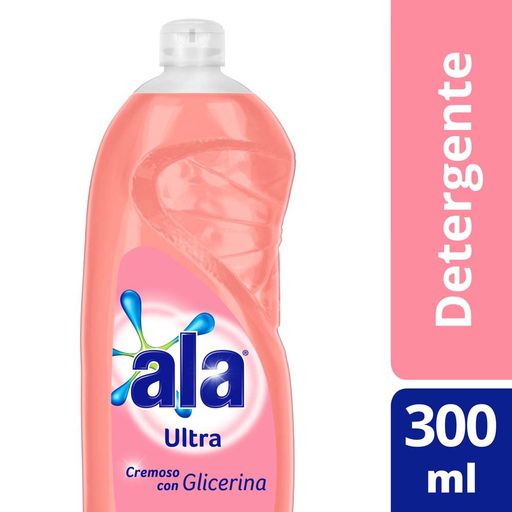 ala®
Ultra
Cremoso
con Glicerina
Detergente
300
ml